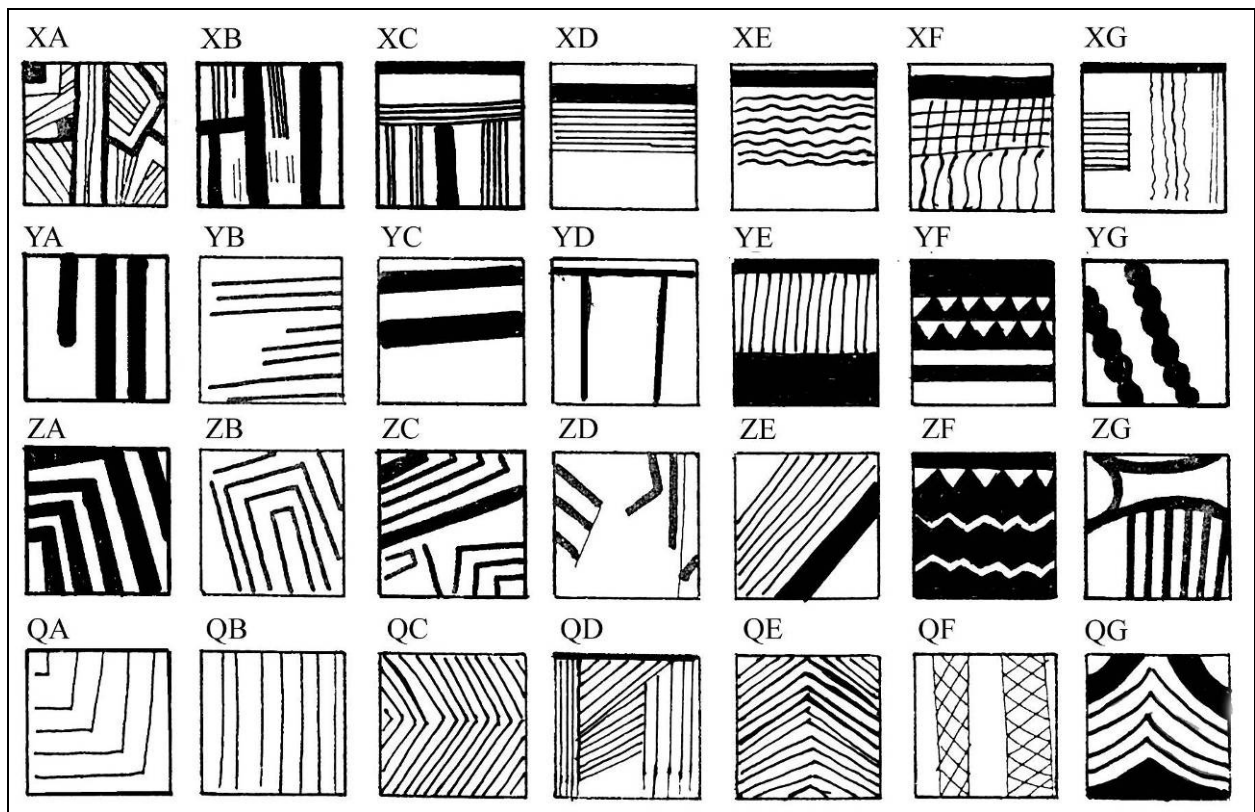 XA XB XC XD XE XF XG
YA YB YC YD YE YF YG
ZA ZB ZC ZD ZE ZF ZG
QA QB QC QD QE QF QG